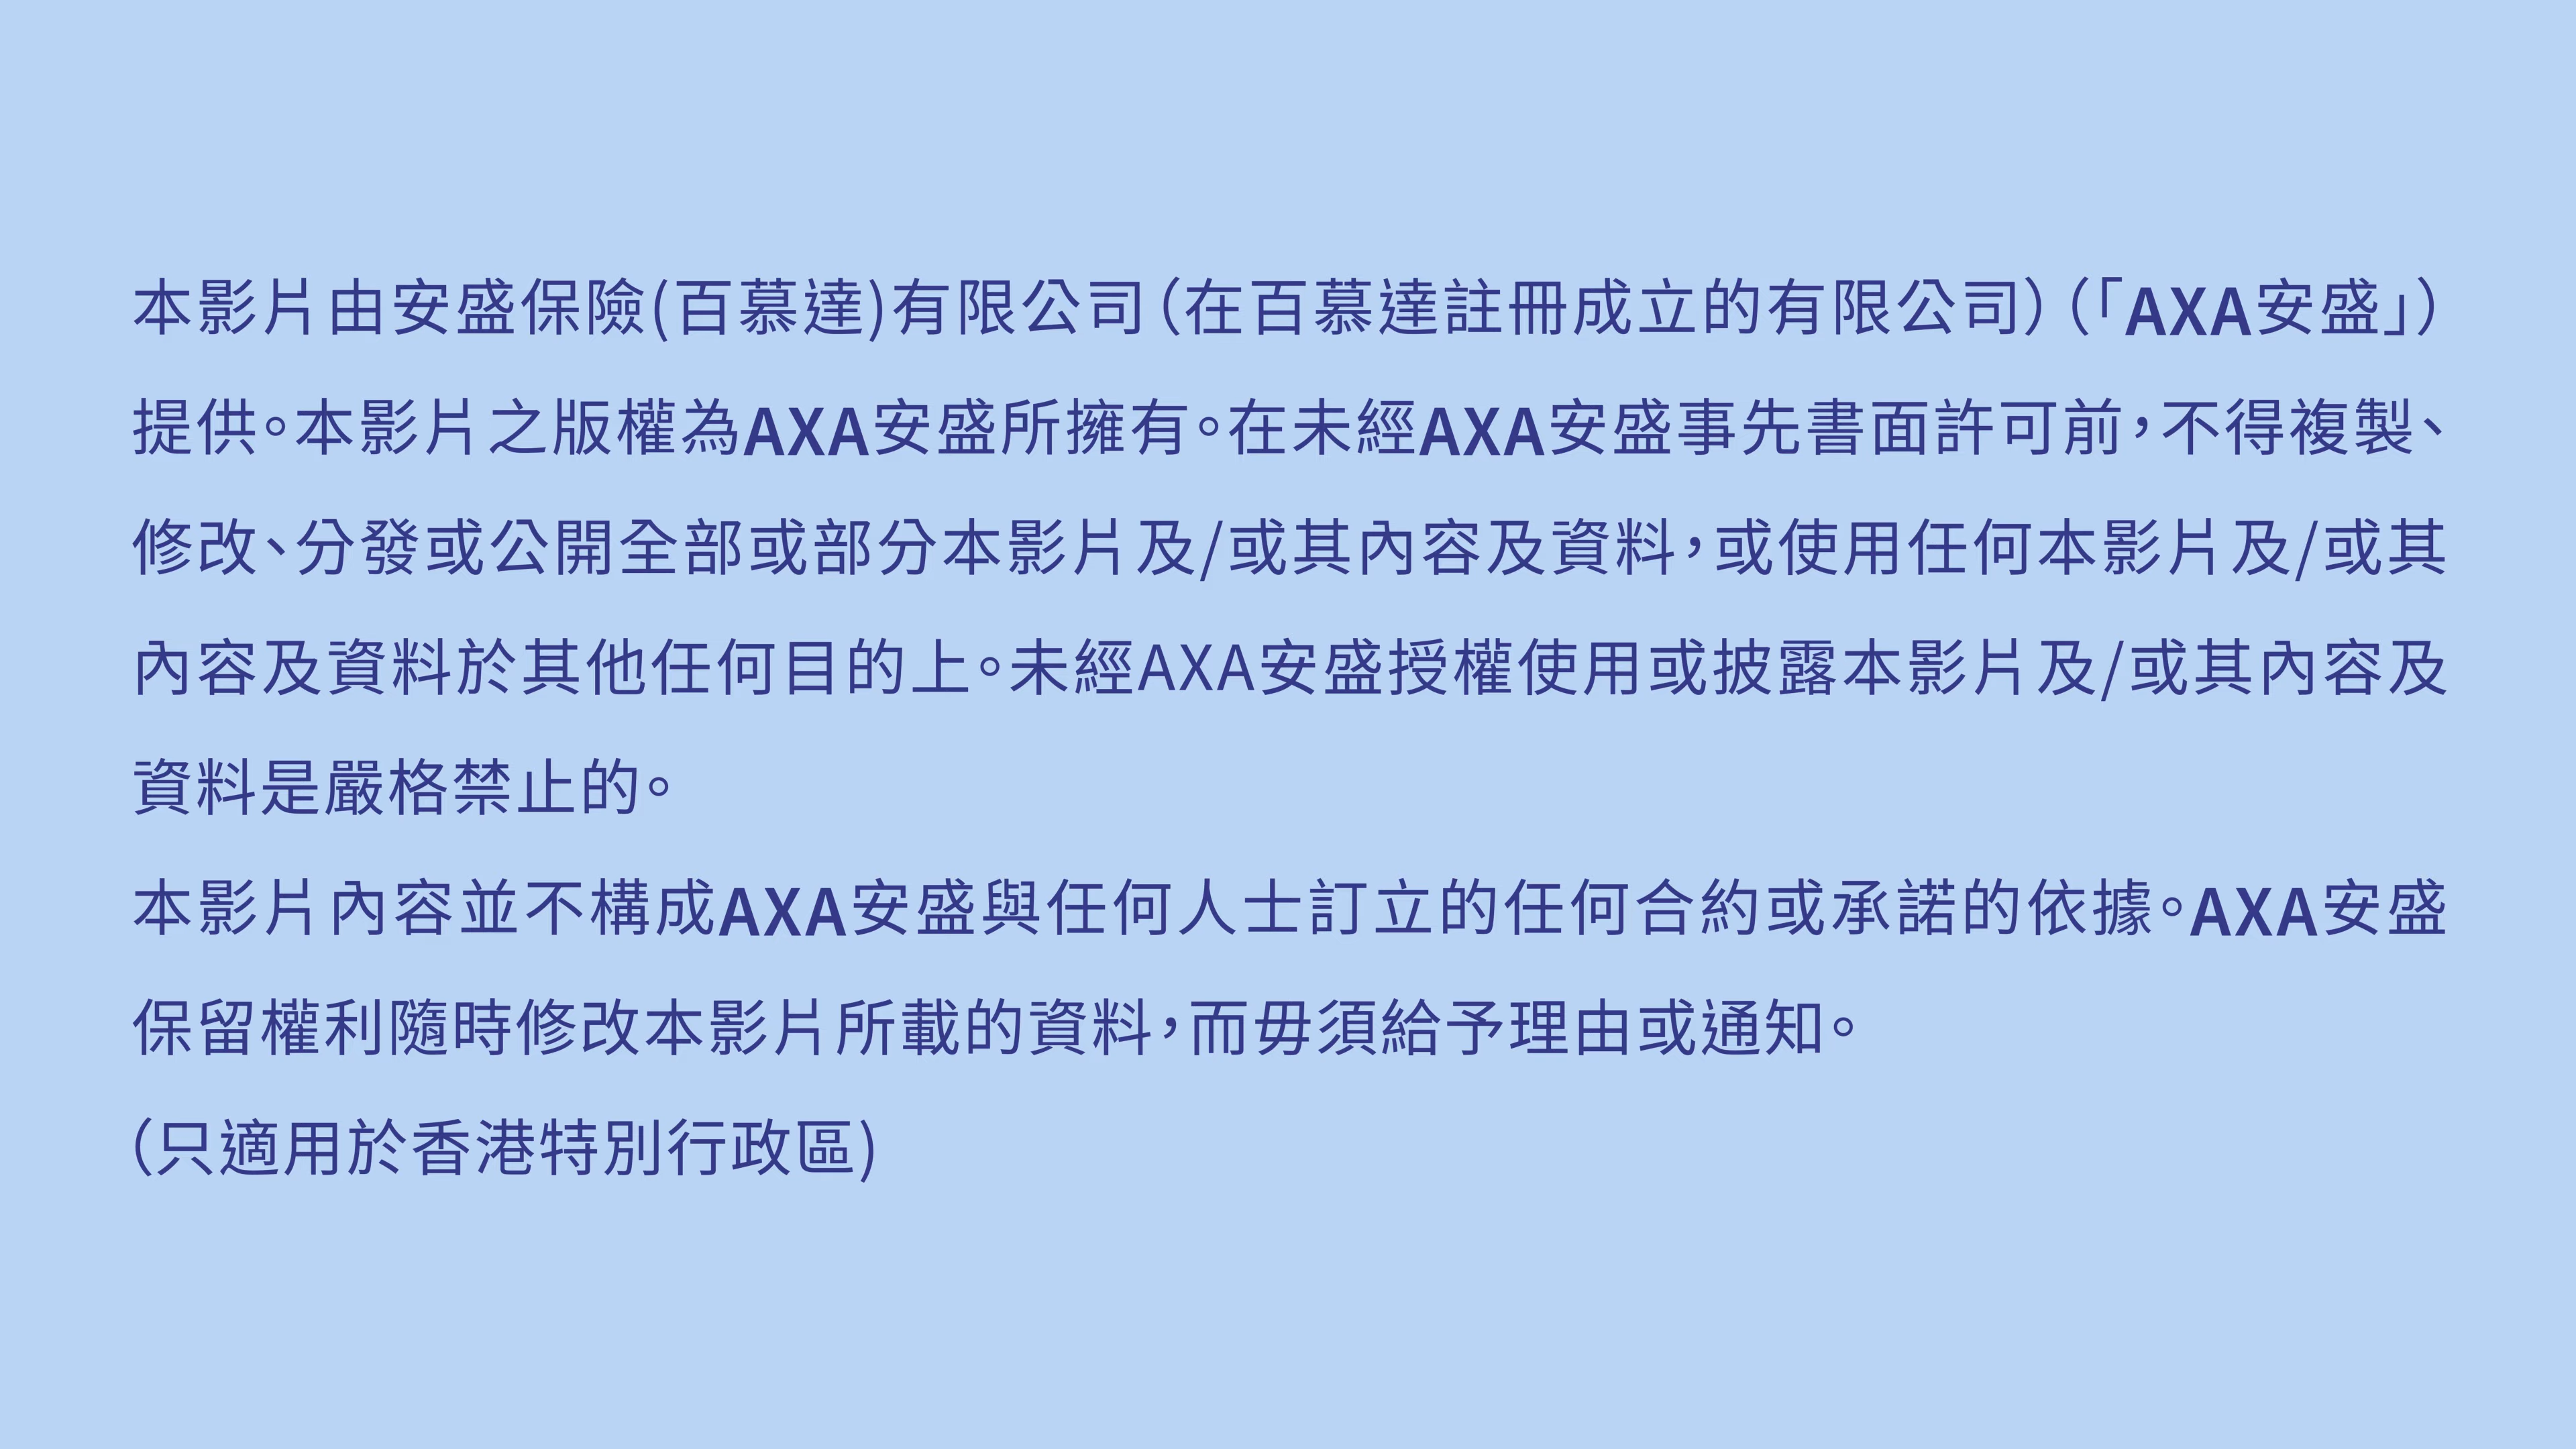 本影片由安盛保險(百慕達)有限公司（在百慕達註冊成立的有限公司）（「AXA安盛」）
提供。本影片之版權為AXA安盛所擁有。在未經AXA安盛事先書面許可前，不得複製、
修改、分發或公開全部或部分本影片及/或其內容及資料，或使用任何本影片及/或其
內容及資料於其他任何目的上。未經AXA安盛授權使用或披露本影片及/或其內容及
資料是嚴格禁止的。
本影片內容並不構成AXA安盛與任何人士訂立的任何合約或承諾的依據。AXA安盛
保留權利隨時修改本影片所載的資料，而毋須給予理由或通知。
（只適用於香港特別行政區)